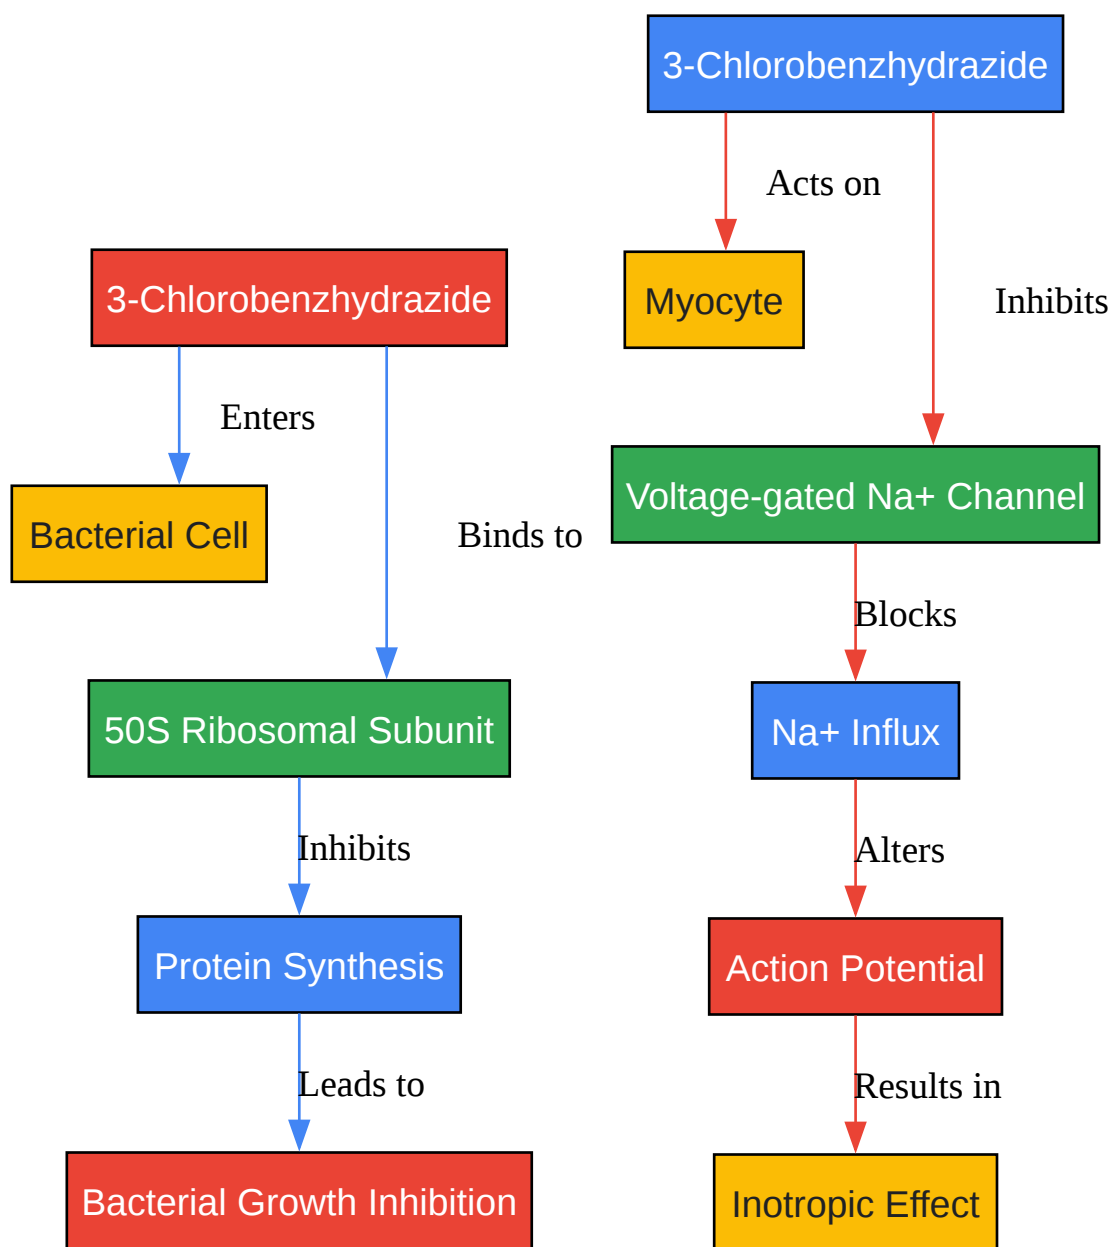 3-Chlorobenzhydrazide
Enters
Bacterial Cell
Binds to
50S Ribosomal Subunit
Inhibits
Protein Synthesis
Leads to
Bacterial Growth Inhibition
3-Chlorobenzhydrazide
Acts on
Myocyte
Inhibits
Voltage-gated Na+ Channel
Blocks
Na+ Influx
Alters
Action Potential
Results in
Inotropic Effect